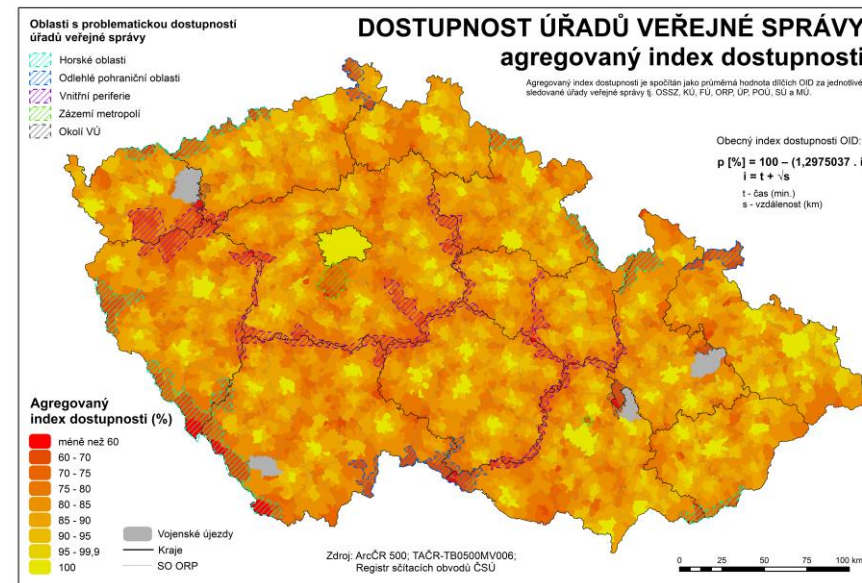 Oblasti s problematickou dostupností
úřadů veřejné správy
Horské oblasti
Odlehlé pohraniční oblasti
Vnitřní periferie
Zázemí metropolí
Okolí VÚ
DOSTUPNOST ÚŘADŮ VEŘEJNÉ SPRÁVY
agregovaný index dostupnosti
Agregovaný index dostupnosti je spočítán jako průměrná hodnota dílčích OID za jednotlivé
sledované úřady veřejné správy tj. OSSZ, KÚ, FÚ, ORP, ÚP, POÚ, SÚ a MÚ.
Obecný index dostupnosti OID:
p [%] = 100 – (1,2975037 . i
i = t + √s
t - čas (min.)
s - vzdálenost (km)
Agregovaný
index dostupnosti (%)
méně než 60
60 - 70
70 - 75
75 - 80
80 - 85
85 - 90
90 - 95
95 - 99,9
100
Vojenské újezdy
Kraje
SO ORP
Zdroj: ArcČR 500; TAČR-TB0500MV006;
Registr sčítacích obvodů ČSÚ
0 25 50 75 100 km